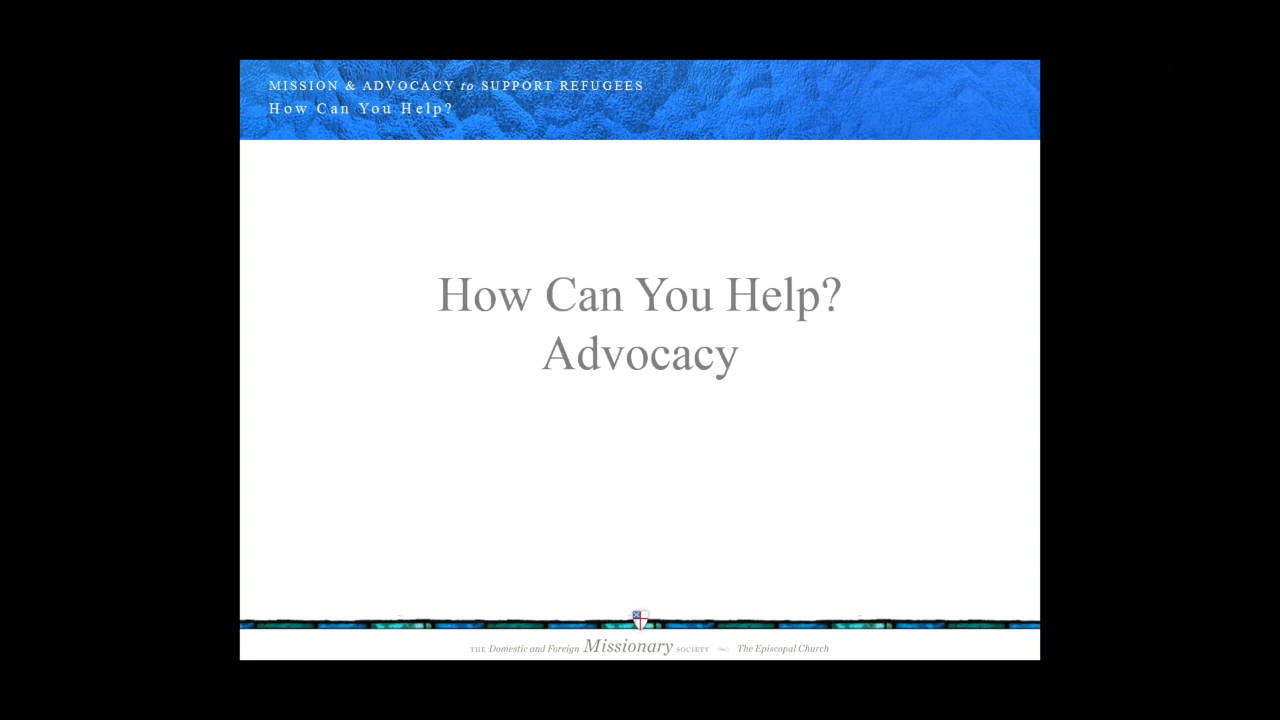 MISSION & ADVOCACY to SUPPORT REFUGEES
How Can You Help?
How Can You Help?
Advocacy
THE Domestic and Foreign Missionary SOCIETY The Episcopal Church